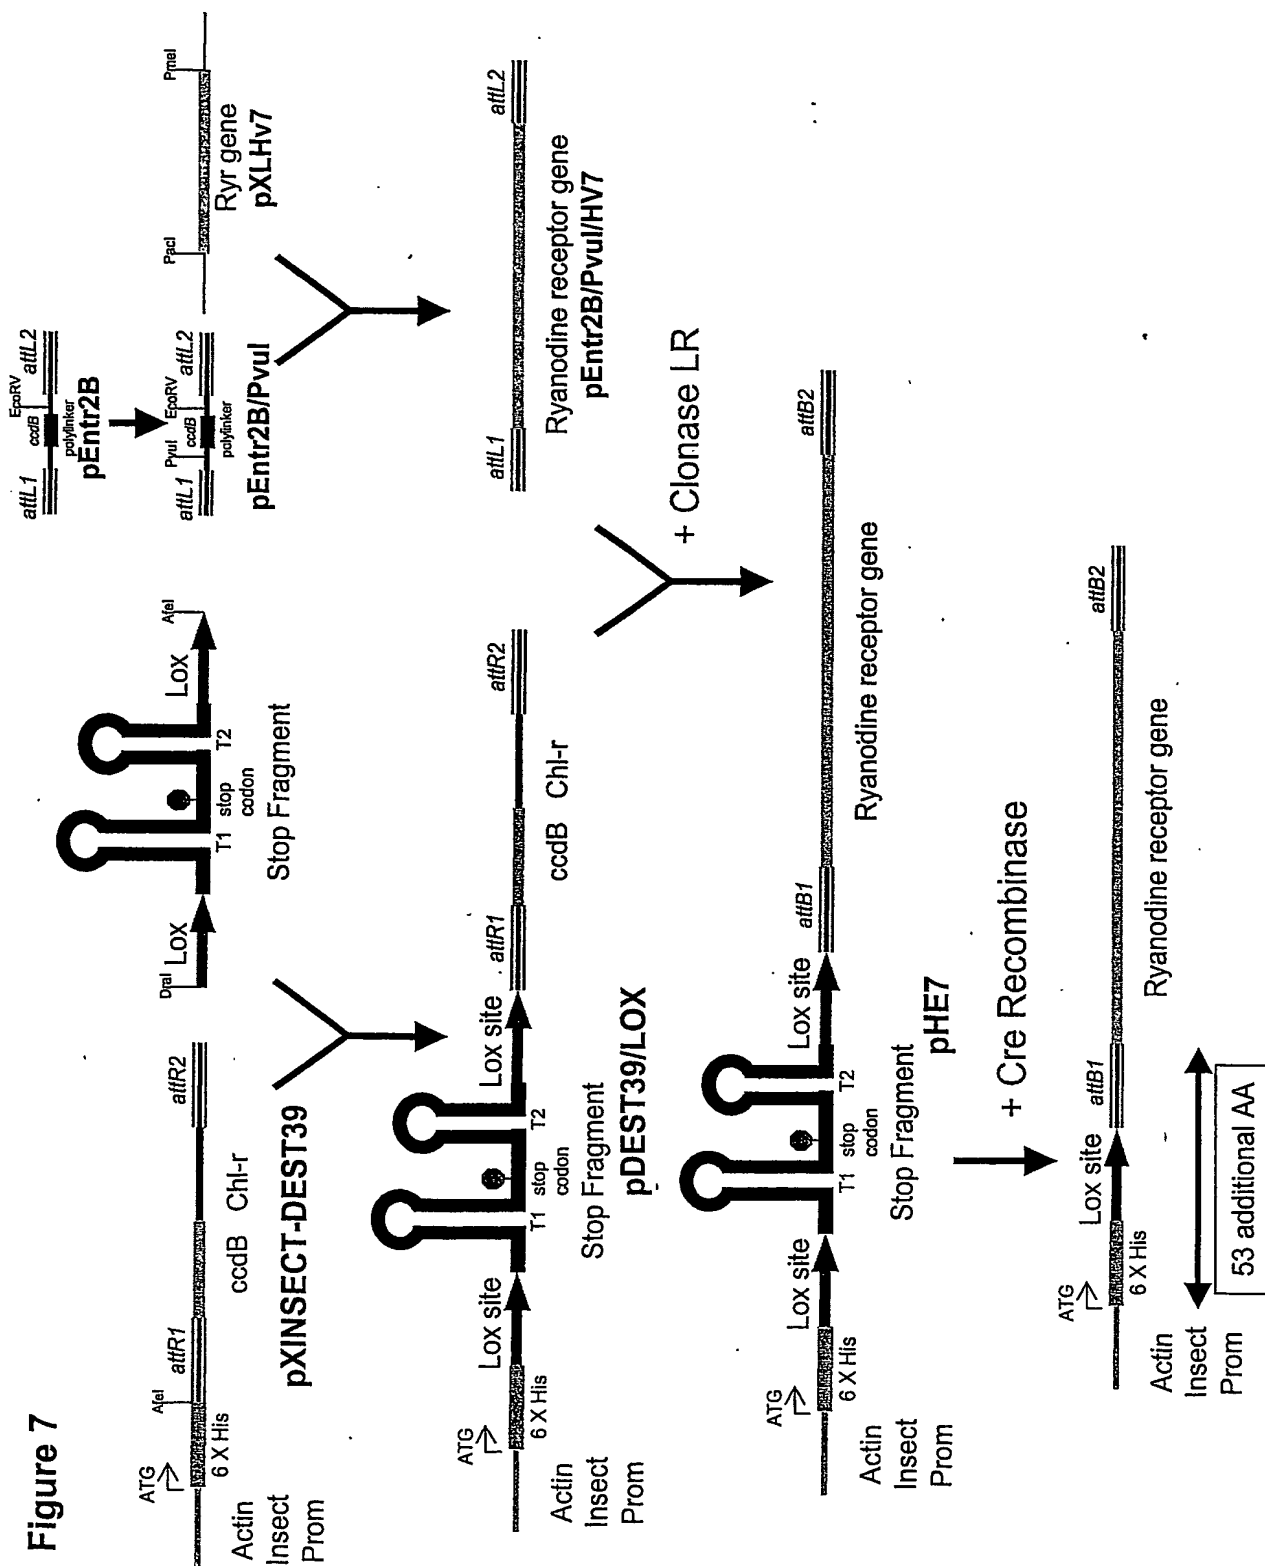 Figure 7
ATG
6 X His
Actin
Insect
Prom
AfeI
attR1
ccdB Chl-r
attR2
pXINSECT-DEST39
DraI
Lox
T1
stop
codon
T2
Stop Fragment
Lox
AfeI
attL1
ccdB
EcoRV
attL2
polylinker
pEntr2B
attL1
PvuI
ccdB
EcoRV
attL2
polylinker
pEntr2B/PvuI
PacI
PmeI
Ryr gene
pXLHv7
ATG
6 X His
Actin
Insect
Prom
Lox site
T1
stop
codon
T2
Stop Fragment
Lox site
attR1
ccdB Chl-r
attR2
pDEST39/LOX
attL1
attL2
Ryanodine receptor gene
pEntr2B/PvuI/HV7
+ Clonase LR
ATG
6 X His
Actin
Insect
Prom
Lox site
T1
stop
codon
T2
Stop Fragment
Lox site
attB1
attB2
Ryanodine receptor gene
pHE7
+ Cre Recombinase
ATG
6 X His
Actin
Insect
Prom
Lox site
attB1
attB2
Ryanodine receptor gene
53 additional AA